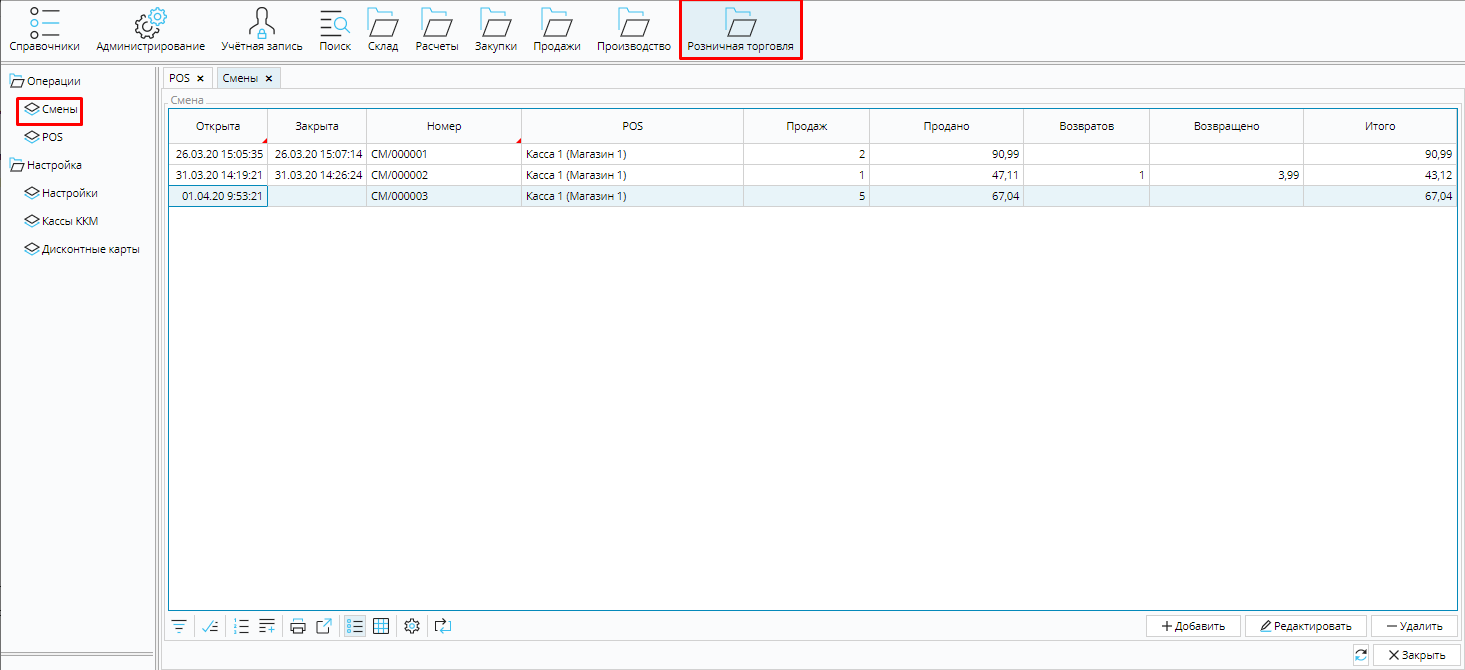 Справочники Администрирование Учётная запись Поиск Склад Расчеты Закупки Продажи Производство Розничная торговля
Операции
Смены
POS
Настройка
Настройки
Кассы ККМ
Дисконтные карты
POS Смены
Смена
Открыта Закрыта Номер POS Продаж Продано Возвратов Возвращено Итого
26.03.20 15:05:35 26.03.20 15:07:14 СМ/000001 Касса 1 (Магазин 1) 2 90,99 90,99
31.03.20 14:19:21 31.03.20 14:26:24 СМ/000002 Касса 1 (Магазин 1) 1 47,11 1 3,99 43,12
01.04.20 9:53:21 СМ/000003 Касса 1 (Магазин 1) 5 67,04 67,04
Добавить Редактировать Удалить
Закрыть